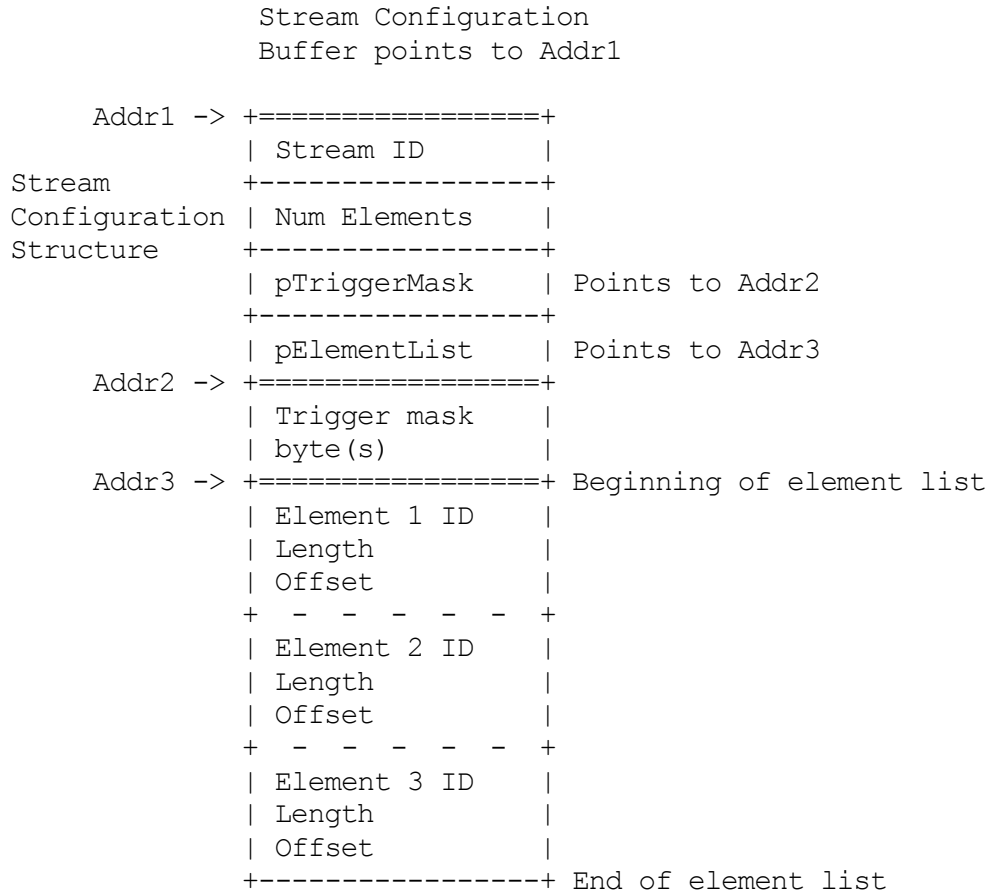 Stream Configuration
Buffer points to Addr1
Addr1 -> +=================+
| Stream ID |
Stream +-----------------+
Configuration | Num Elements |
Structure +-----------------+
| pTriggerMask | Points to Addr2
+-----------------+
| pElementList | Points to Addr3
Addr2 -> +=================+
| Trigger mask |
| byte(s) |
Addr3 -> +=================+ Beginning of element list
| Element 1 ID |
| Length |
| Offset |
+ - - - - - - +
| Element 2 ID |
| Length |
| Offset |
+ - - - - - - +
| Element 3 ID |
| Length |
| Offset |
+-----------------+ End of element list